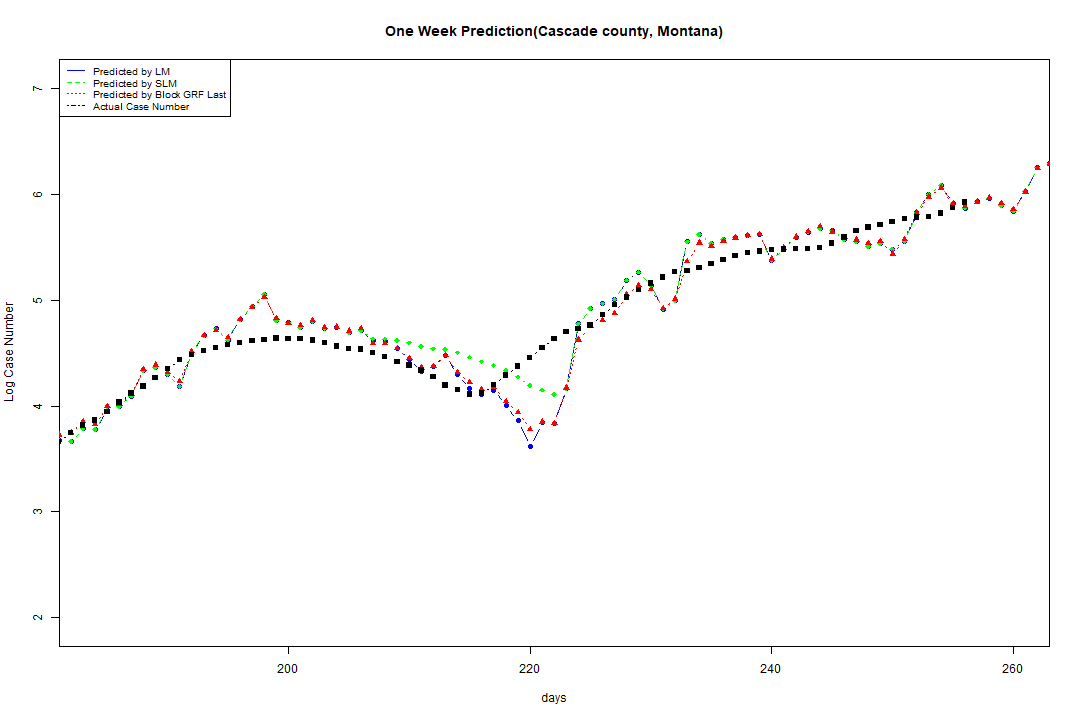 One Week Prediction(Cascade county, Montana)
Predicted by LM
Predicted by SLM
Predicted by Block GRF Last
Actual Case Number
7
6
5
4
3
2
Log Case Number
200 220 240 260
days